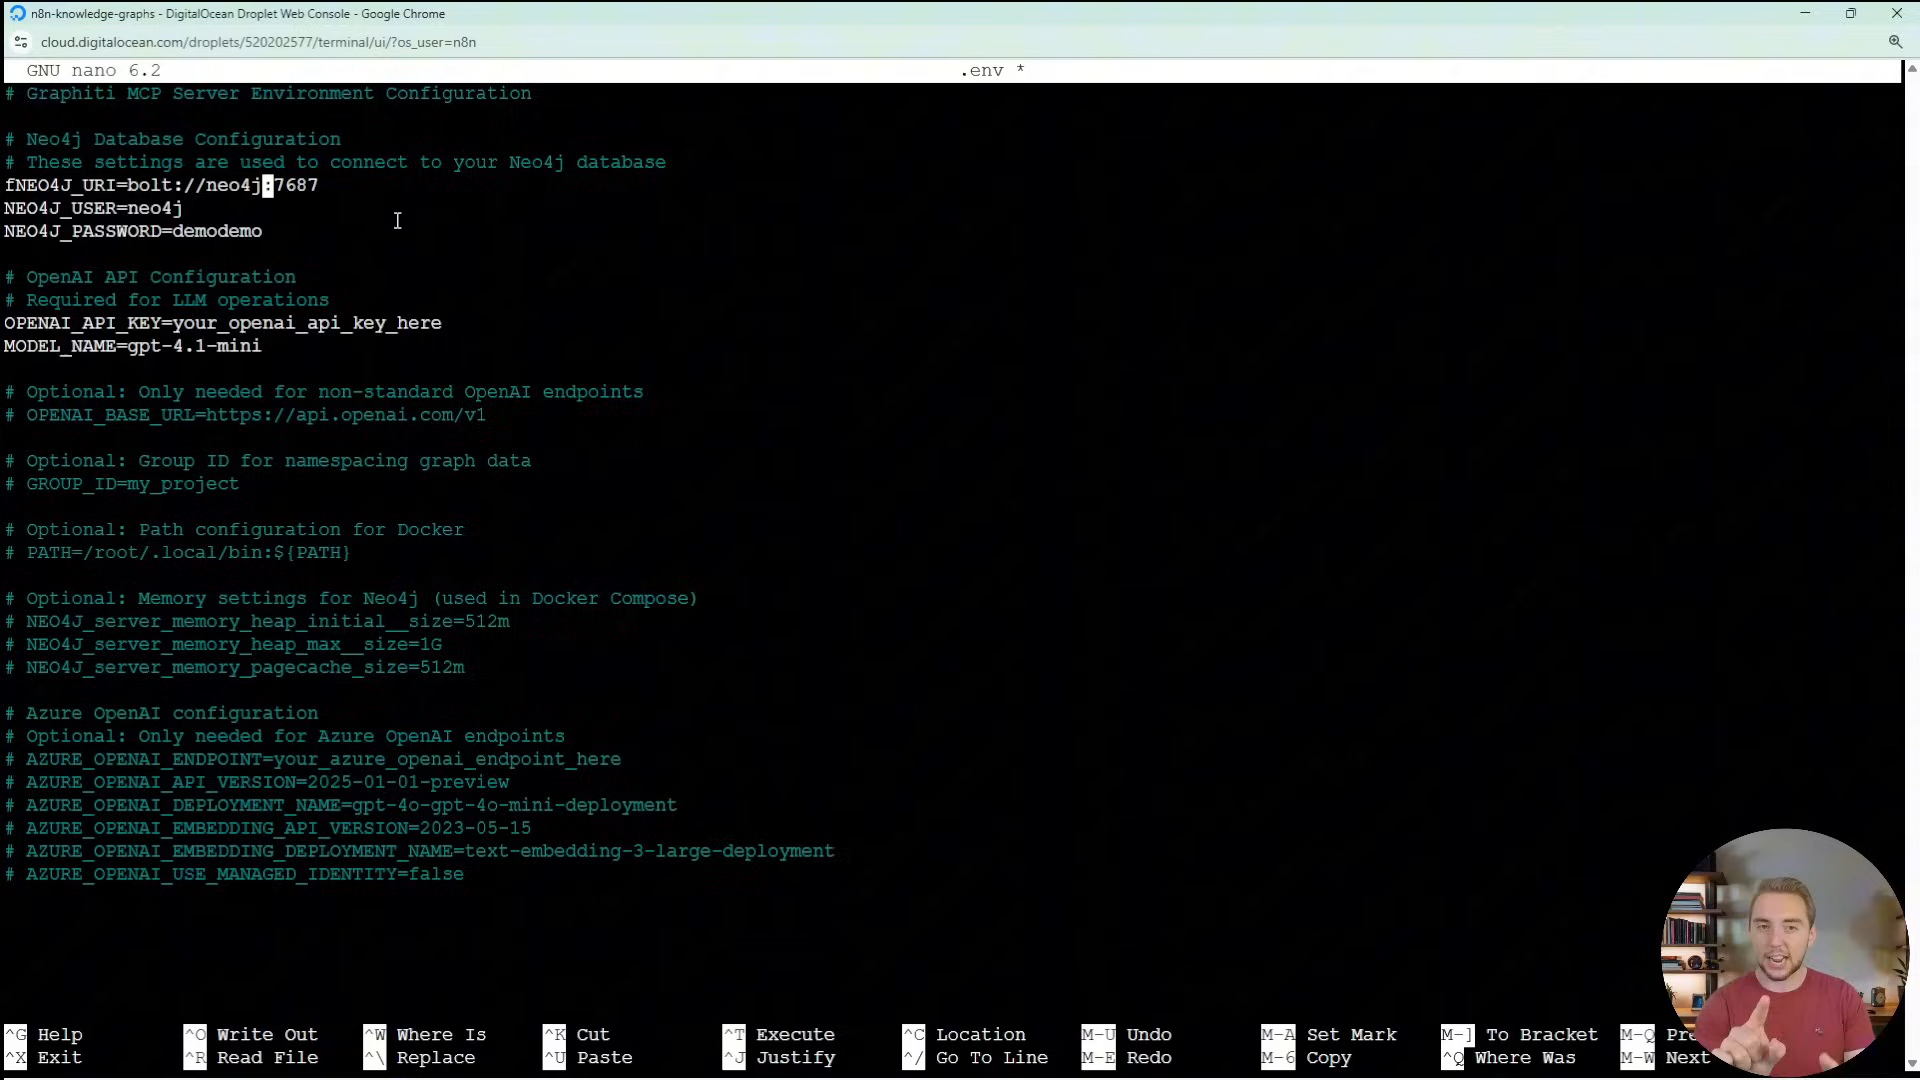 n8n-knowledge-graphs - DigitalOcean Droplet Web Console - Google Chrome
cloud.digitalocean.com/droplets/520202577/terminal/ui/?os_user=n8n
GNU nano 6.2 .env *
# Graphiti MCP Server Environment Configuration
# Neo4j Database Configuration
# These settings are used to connect to your Neo4j database
fNEO4J_URI=bolt://neo4j:7687
NEO4J_USER=neo4j
NEO4J_PASSWORD=demodemo
# OpenAI API Configuration
# Required for LLM operations
OPENAI_API_KEY=your_openai_api_key_here
MODEL_NAME=gpt-4.1-mini
# Optional: Only needed for non-standard OpenAI endpoints
# OPENAI_BASE_URL=https://api.openai.com/v1
# Optional: Group ID for namespacing graph data
# GROUP_ID=my_project
# Optional: Path configuration for Docker
# PATH=/root/.local/bin:${PATH}
# Optional: Memory settings for Neo4j (used in Docker Compose)
# NEO4J_server_memory_heap_initial__size=512m
# NEO4J_server_memory_heap_max__size=1G
# NEO4J_server_memory_pagecache_size=512m
# Azure OpenAI configuration
# Optional: Only needed for Azure OpenAI endpoints
# AZURE_OPENAI_ENDPOINT=your_azure_openai_endpoint_here
# AZURE_OPENAI_API_VERSION=2025-01-01-preview
# AZURE_OPENAI_DEPLOYMENT_NAME=gpt-4o-gpt-4o-mini-deployment
# AZURE_OPENAI_EMBEDDING_API_VERSION=2023-05-15
# AZURE_OPENAI_EMBEDDING_DEPLOYMENT_NAME=text-embedding-3-large-deployment
# AZURE_OPENAI_USE_MANAGED_IDENTITY=false
^G Help ^O Write Out ^W Where Is ^K Cut ^T Execute ^C Location M-U Undo M-A Set Mark M-] To Bracket M-Q Pre
^X Exit ^R Read File ^\ Replace ^U Paste ^J Justify ^/ Go To Line M-E Redo M-6 Copy ^Q Where Was M-W Next